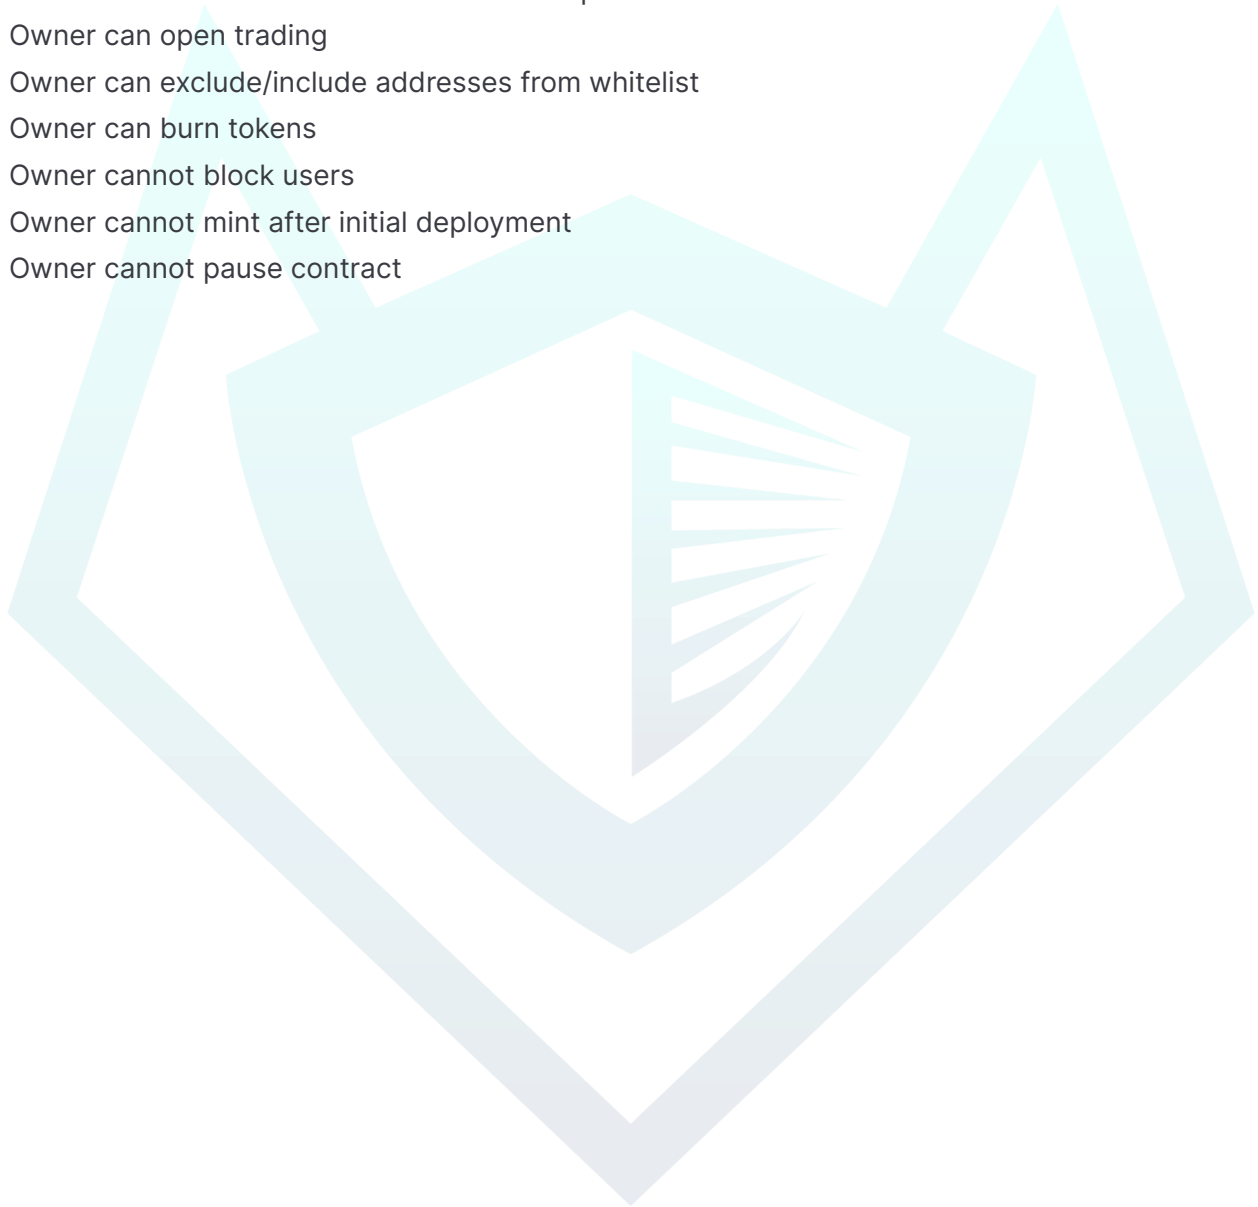 Owner can open trading
Owner can exclude/include addresses from whitelist
Owner can burn tokens
Owner cannot block users
Owner cannot mint after initial deployment
Owner cannot pause contract